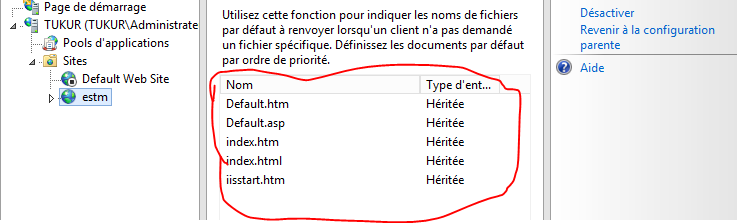 Page de démarrage
TUKUR (TUKUR\Administrate
Pools d'applications
Sites
Default Web Site
estm
Utilisez cette fonction pour indiquer les noms de fichiers
par défaut à renvoyer lorsqu'un client n'a pas demandé
un fichier spécifique. Définissez les documents par défaut
par ordre de priorité.
Nom Type d'ent...
Default.htm Héritée
Default.asp Héritée
index.htm Héritée
index.html Héritée
iisstart.htm Héritée
Désactiver
Revenir à la configuration
parente
Aide